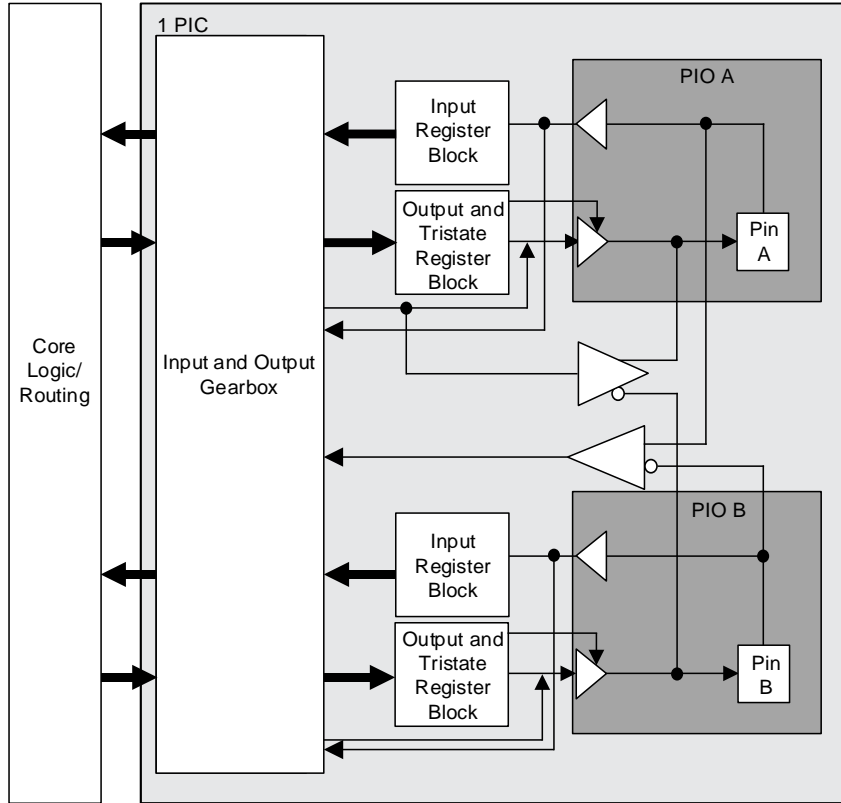 1 PIC
PIO A
Input
Register
Block
Output and
Tristate
Register
Block
Pin
A
Core
Logic/
Routing
Input and Output
Gearbox
PIO B
Input
Register
Block
Output and
Tristate
Register
Block
Pin
B